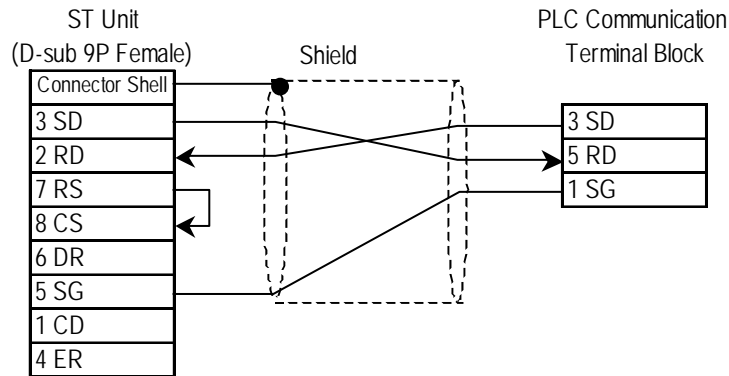 ST Unit
(D-sub 9P Female)
PLC Communication
Terminal Block
Shield
Connector Shell
3 SD
2 RD
7 RS
8 CS
6 DR
5 SG
1 CD
4 ER
3 SD
5 RD
1 SG